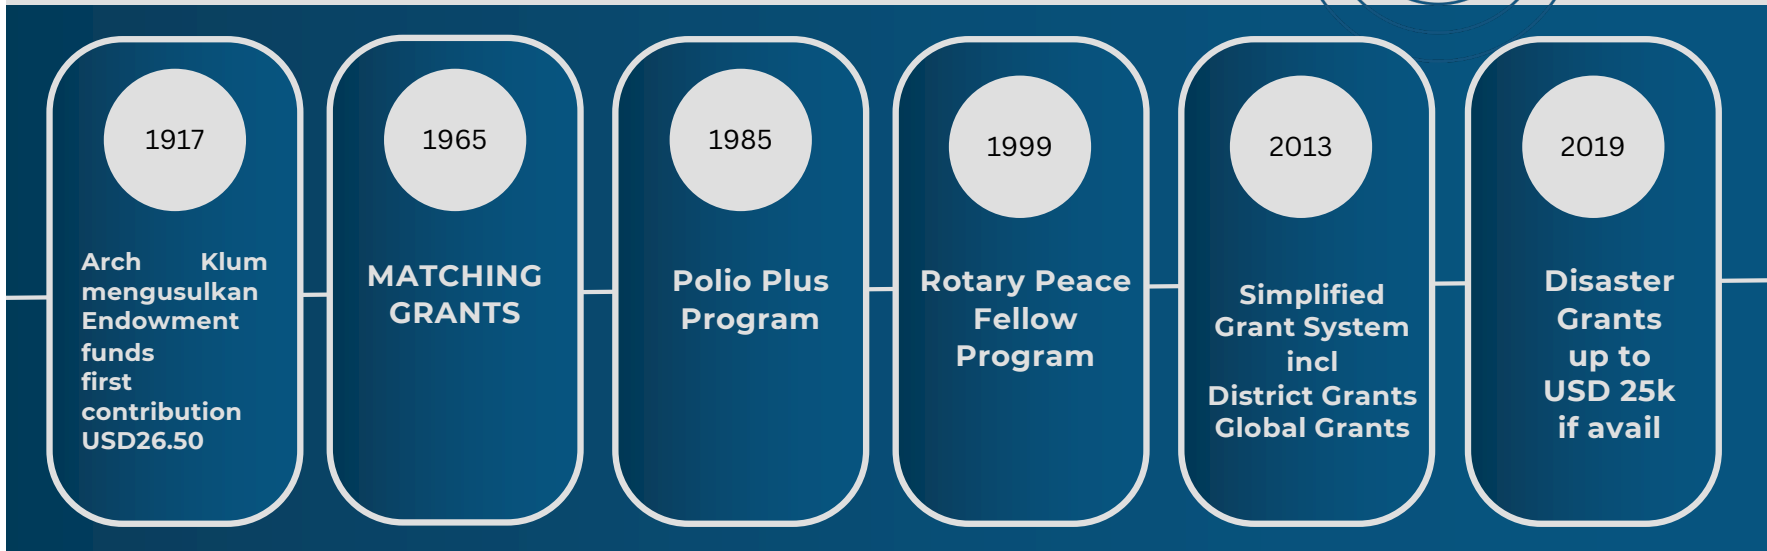 1917
Arch Klum
mengusulkan
Endowment
funds
first
contribution
USD26.50
1965
MATCHING
GRANTS
1985
Polio Plus
Program
1999
Rotary Peace
Fellow
Program
2013
Simplified
Grant System
incl
District Grants
Global Grants
2019
Disaster
Grants
up to
USD 25k
if avail